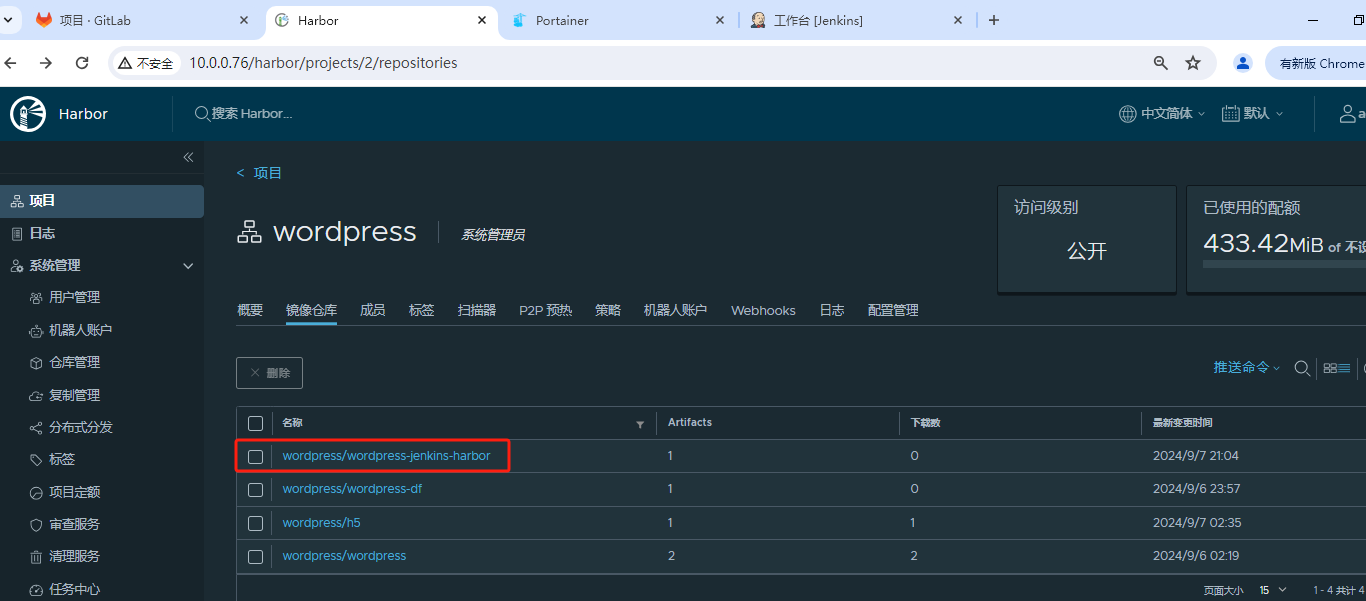 项目 · GitLab
Harbor
Portainer
工作台 [Jenkins]
不安全
10.0.0.76/harbor/projects/2/repositories
有新版 Chrome
Harbor
搜索 Harbor...
中文简体
默认
a
< 项目
项目
日志
系统管理
用户管理
机器人账户
仓库管理
复制管理
分布式分发
标签
项目定额
审查服务
清理服务
任务中心
wordpress
系统管理员
访问级别
公开
已使用的配额
433.42MiB of 不设
概要 镜像仓库 成员 标签 扫描器 P2P 预热 策略 机器人账户 Webhooks 日志 配置管理
删除
推送命令
名称 Artifacts 下载数 最新变更时间
wordpress/wordpress-jenkins-harbor 1 0 2024/9/7 21:04
wordpress/wordpress-df 1 0 2024/9/6 23:57
wordpress/h5 1 1 2024/9/7 02:35
wordpress/wordpress 2 2 2024/9/6 02:19
页面大小 15 1 - 4 共计 4